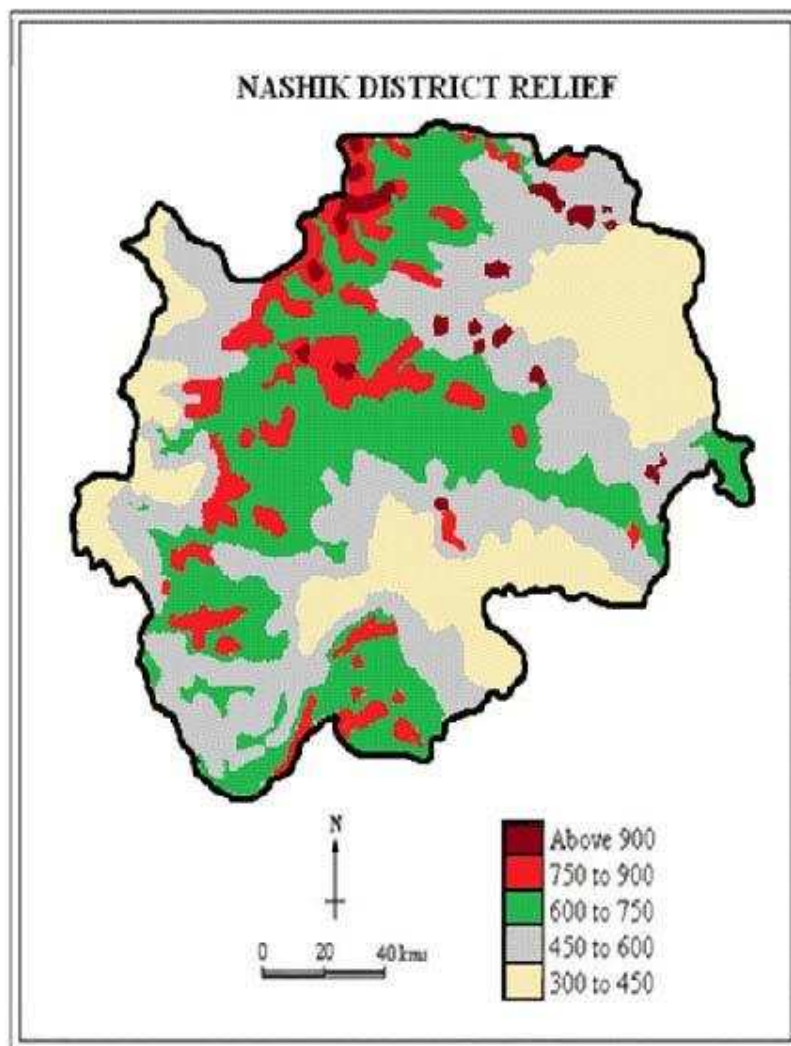 NASHIK DISTRICT RELIEF
N
0 20 40 kms
Above 900
750 to 900
600 to 750
450 to 600
300 to 450